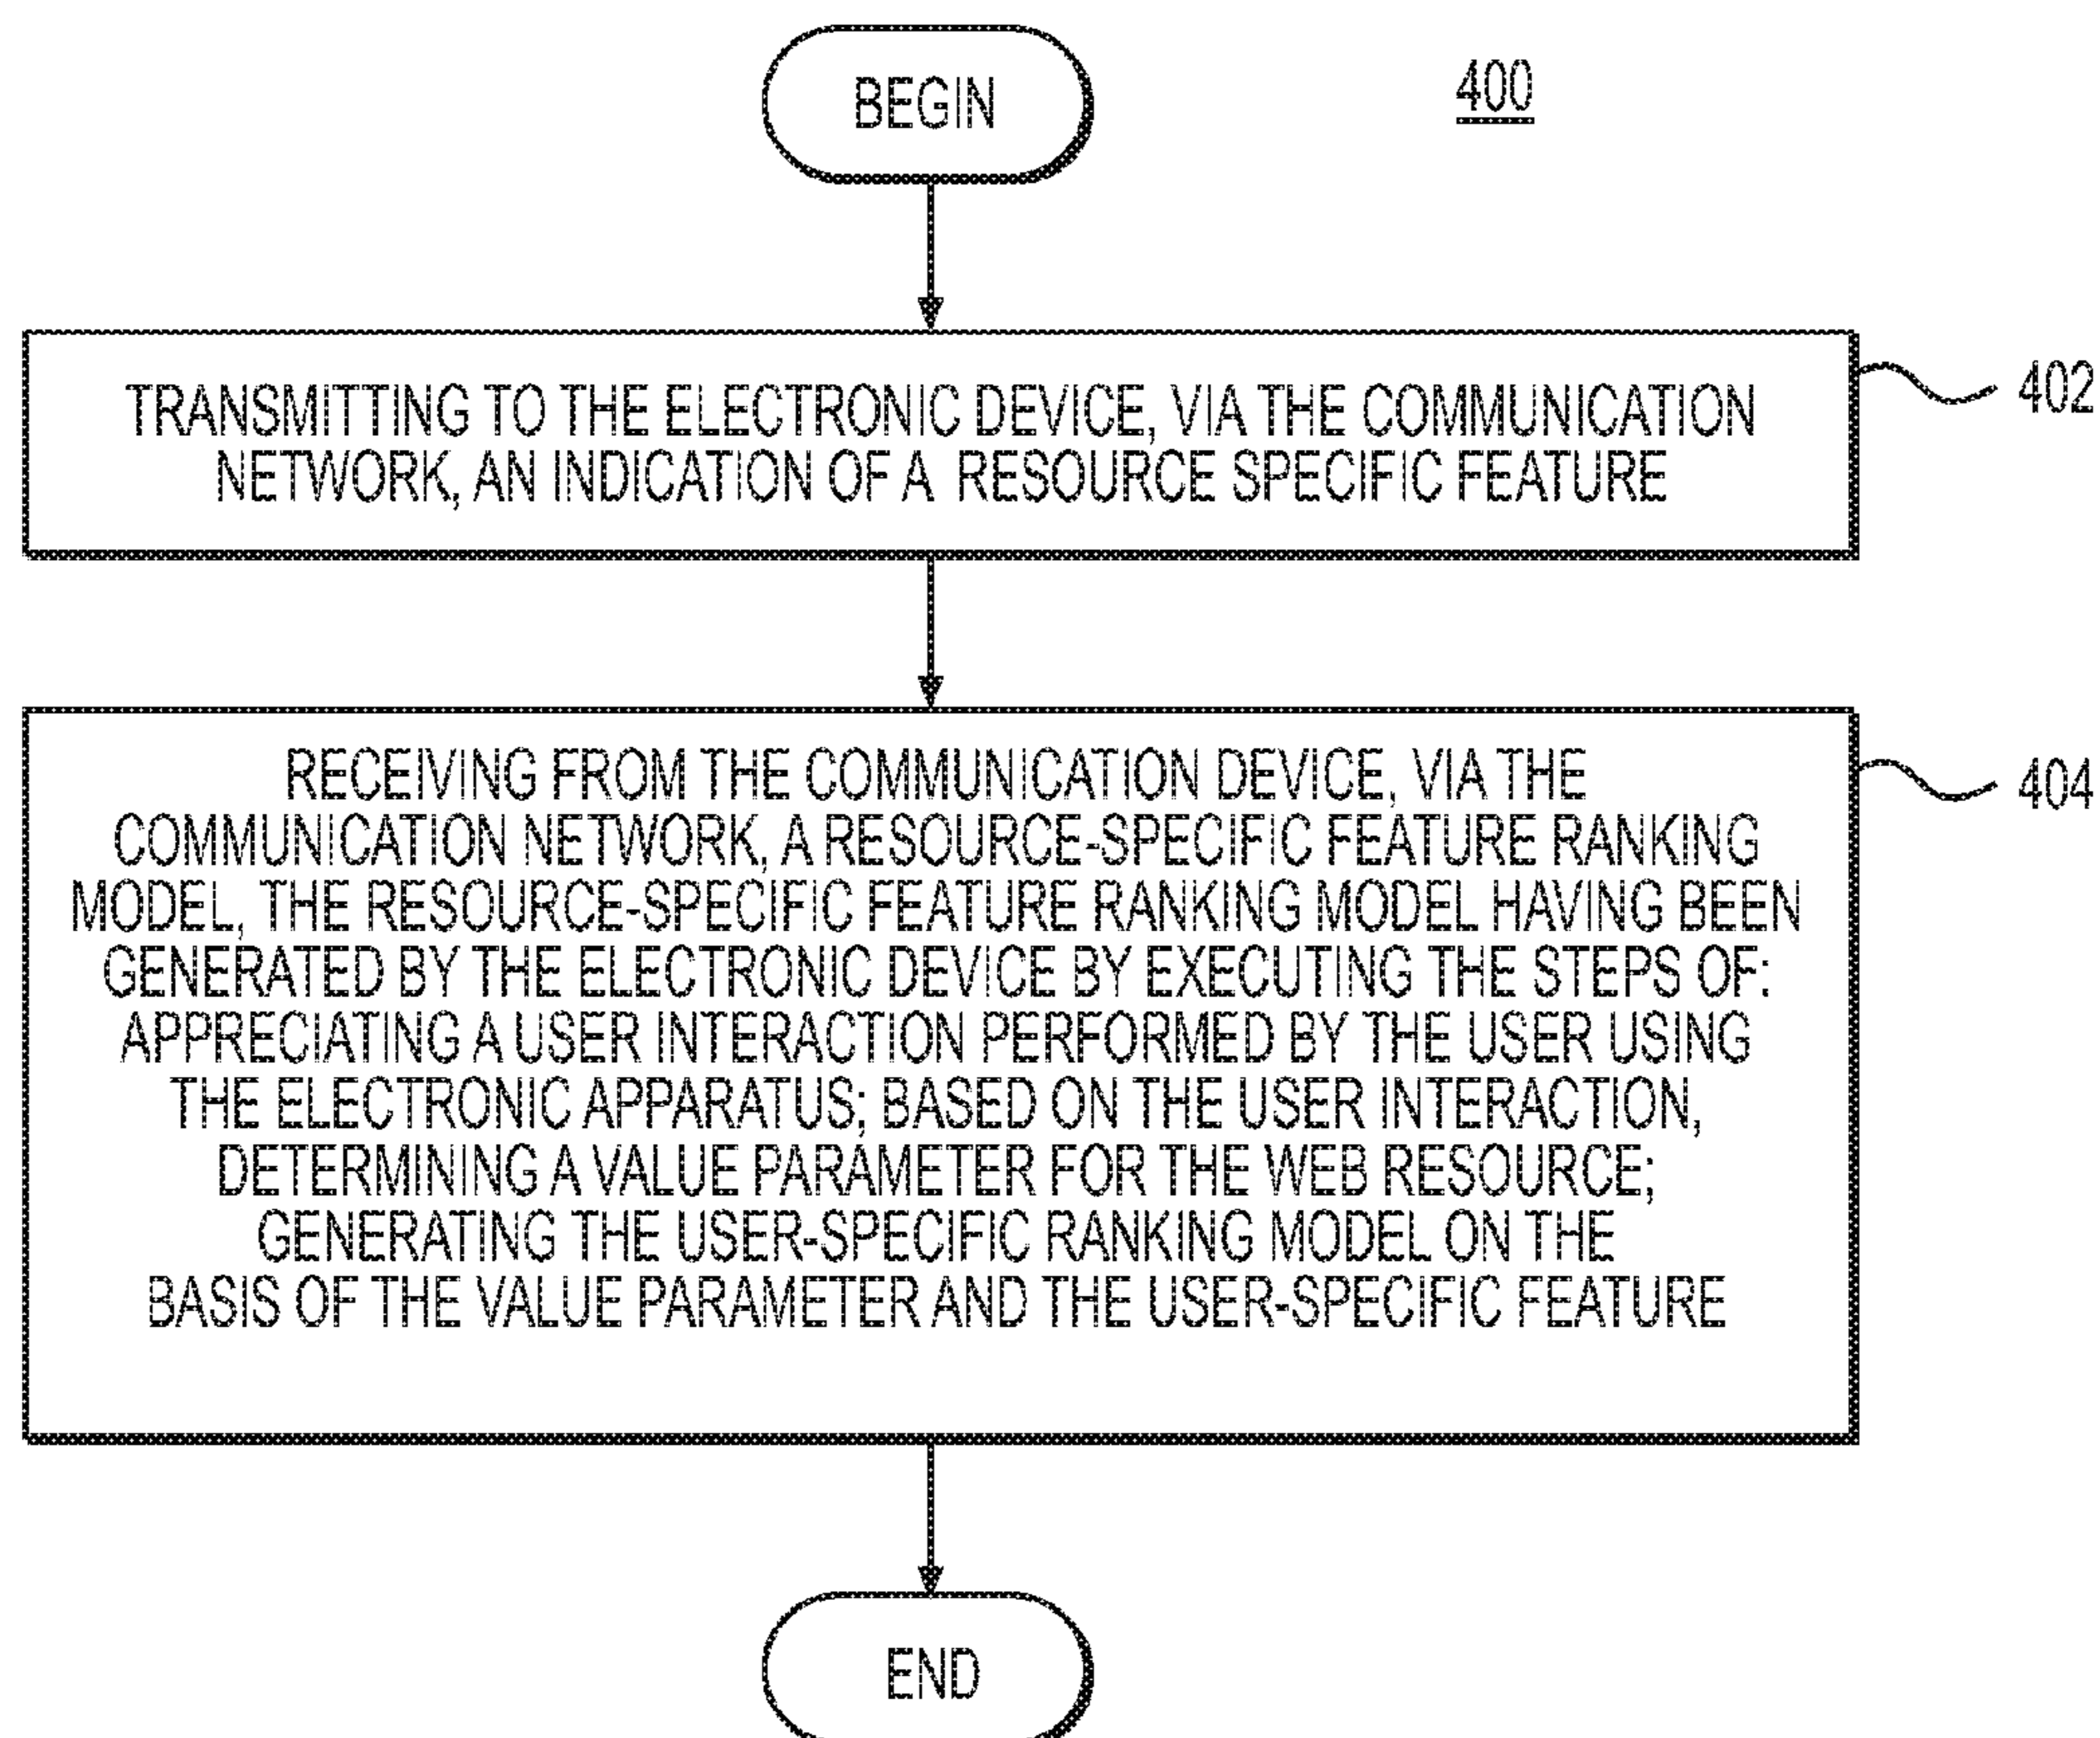 BEGIN
400
TRANSMITTING TO THE ELECTRONIC DEVICE, VIA THE COMMUNICATION
NETWORK, AN INDICATION OF A RESOURCE SPECIFIC FEATURE
402
RECEIVING FROM THE COMMUNICATION DEVICE, VIA THE
COMMUNICATION NETWORK, A RESOURCE-SPECIFIC FEATURE RANKING
MODEL, THE RESOURCE-SPECIFIC FEATURE RANKING MODEL HAVING BEEN
GENERATED BY THE ELECTRONIC DEVICE BY EXECUTING THE STEPS OF:
APPRECIATING A USER INTERACTION PERFORMED BY THE USER USING
THE ELECTRONIC APPARATUS; BASED ON THE USER INTERACTION,
DETERMINING A VALUE PARAMETER FOR THE WEB RESOURCE;
GENERATING THE USER-SPECIFIC RANKING MODEL ON THE
BASIS OF THE VALUE PARAMETER AND THE USER-SPECIFIC FEATURE
404
END